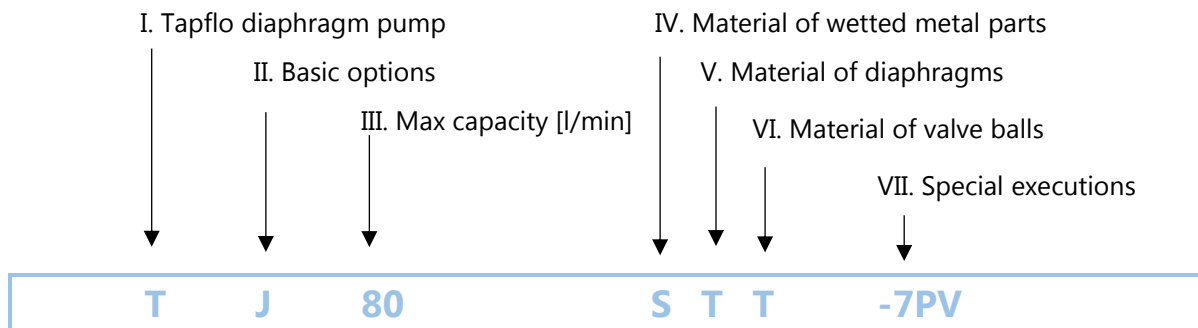 I. Tapflo diaphragm pump
IV. Material of wetted metal parts
II. Basic options
V. Material of diaphragms
III. Max capacity [l/min]
VI. Material of valve balls
VII. Special executions
T J 80 S T T -7PV